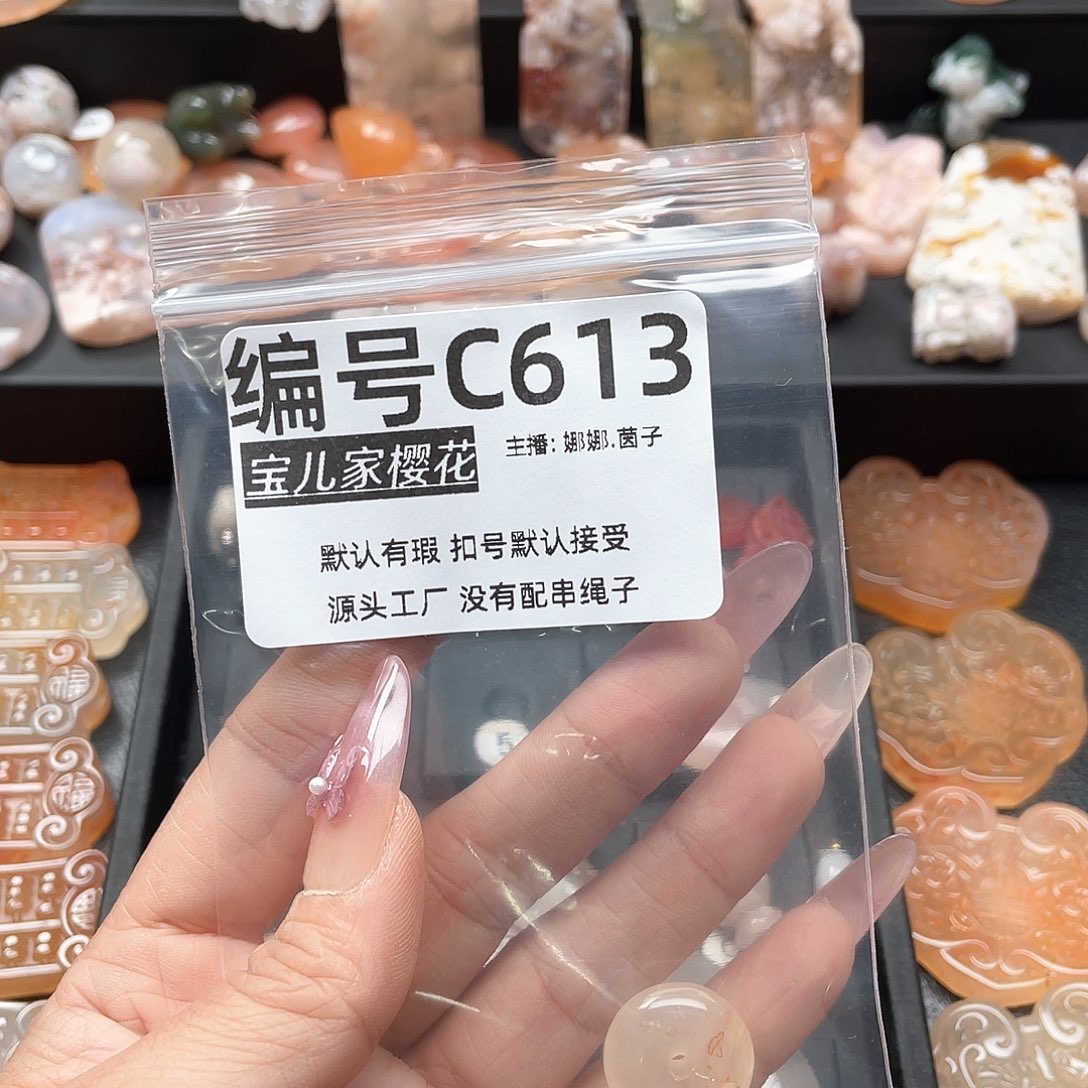 编号C613
宝儿家樱花
主播: 娜娜.茵子
默认有瑕 扣号默认接受
源头工厂 没有配串绳子